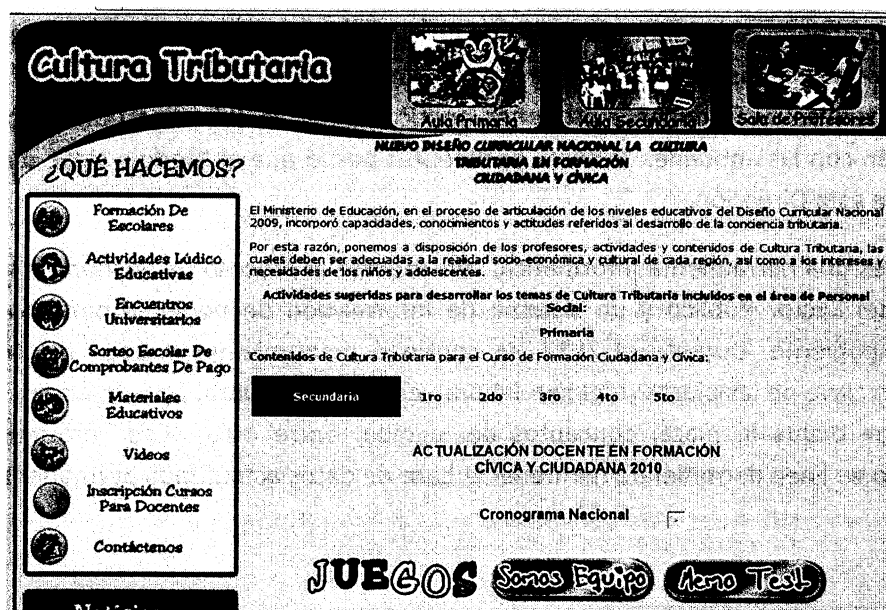 Cultura Tributaria
Aula Primaria
Aula Secundaria
Sala de Profesores
¿QUÉ HACEMOS?
Formación De
Escolares
Actividades Lúdico
Educativas
Encuentros
Universitarios
Sorteo Escolar De
Comprobantes De Pago
Materiales
Educativos
Videos
Inscripción Cursos
Para Docentes
Contáctenos
NUEVO DISEÑO CURRICULAR NACIONAL LA CULTURA
TRIBUTARIA EN FORMACIÓN
CIUDADANA Y CÍVICA
El Ministerio de Educación, en el proceso de articulación de los niveles educativos del Diseño Curricular Nacional
2009, incorporó capacidades, conocimientos y actitudes referidos al desarrollo de la conciencia tributaria.
Por esta razón, ponemos a disposición de los profesores, actividades y contenidos de Cultura Tributaria, las
cuales deben ser adecuadas a la realidad socio-económica y cultural de cada región, así como a los intereses y
necesidades de los niños y adolescentes.
Actividades sugeridas para desarrollar los temas de Cultura Tributaria incluidos en el área de Personal
Social:
Primaria
Contenidos de Cultura Tributaria para el Curso de Formación Ciudadana y Cívica:
Secundaria 1ro 2do 3ro 4to 5to
ACTUALIZACIÓN DOCENTE EN FORMACIÓN
CÍVICA Y CIUDADANA 2010
Cronograma Nacional
JUEGOS Somos Equipo Memo Test